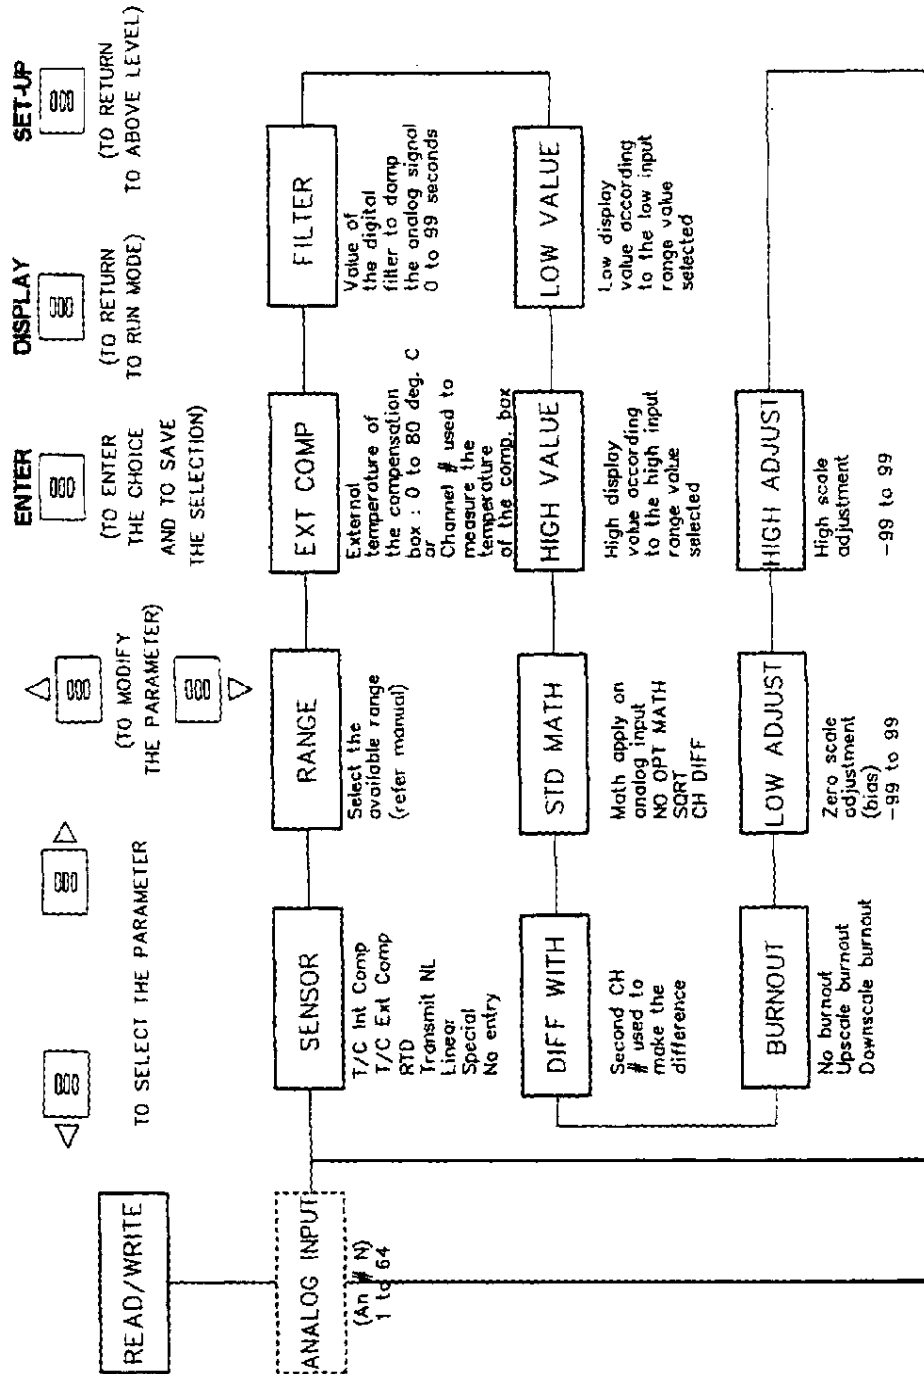 TO SELECT THE PARAMETER
(TO MODIFY
THE PARAMETER)
ENTER
(TO ENTER
THE CHOICE
AND TO SAVE
THE SELECTION)
DISPLAY
(TO RETURN
TO RUN MODE)
SET-UP
(TO RETURN
TO ABOVE LEVEL)
READ/WRITE
ANALOG INPUT
(An # N)
1 to 64
SENSOR
T/C Int Comp
T/C Ext Comp
RTD
Transmit NL
Linear
Special
No entry
RANGE
Select the
available range
(refer manual)
EXT COMP
External
temperature of
the compensation
box : 0 to 80 deg. C
or
Channel # used to
measure the
temperature
of the comp. box
FILTER
Value of
the digital
filter to damp
the analog signal
0 to 99 seconds
DIFF WITH
Second CH
# used to
make the
difference
STD MATH
Math apply on
analog input
NO OPT MATH
SQRT
CH DIFF
HIGH VALUE
High display
value according
to the high input
range value
selected
LOW VALUE
Low display
value according
to the low input
range value
selected
BURNOUT
No burnout
Upscale burnout
Downscale burnout
LOW ADJUST
Zero scale
adjustment
(bias)
-99 to 99
HIGH ADJUST
High scale
adjustment
-99 to 99